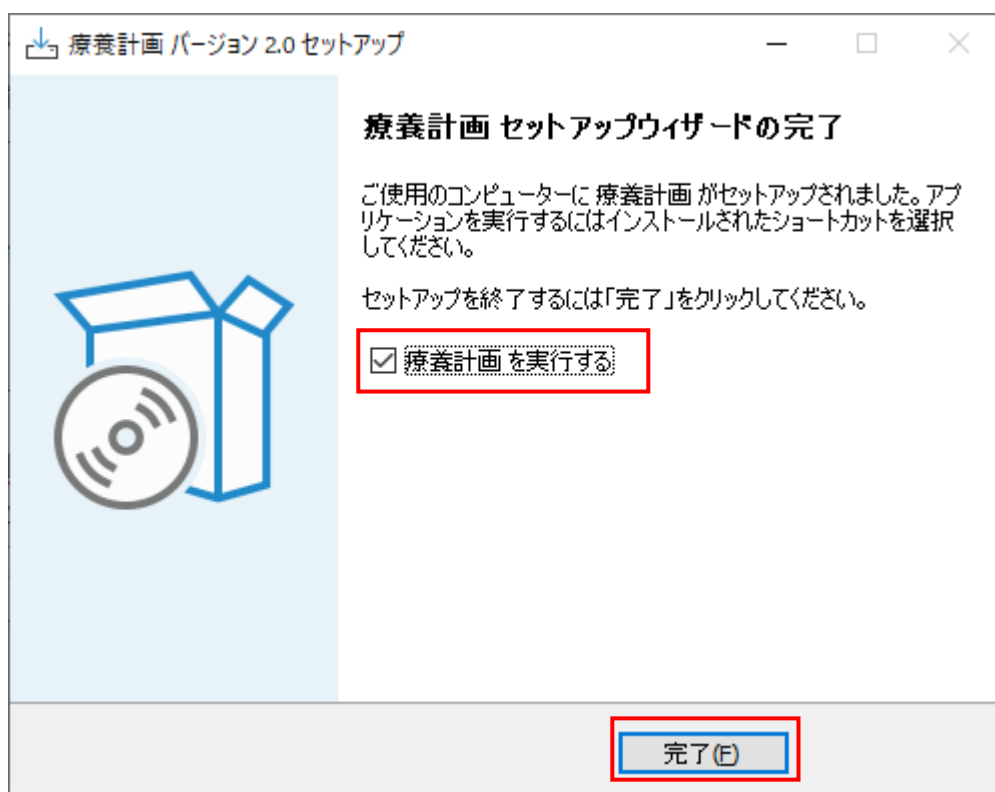 療養計画 バージョン 2.0 セットアップ
療養計画 セットアップウィザードの完了
ご使用のコンピューターに 療養計画 がセットアップされました。アプ
リケーションを実行するにはインストールされたショートカットを選択
してください。
セットアップを終了するには「完了」をクリックしてください。
療養計画 を実行する
完了(F)